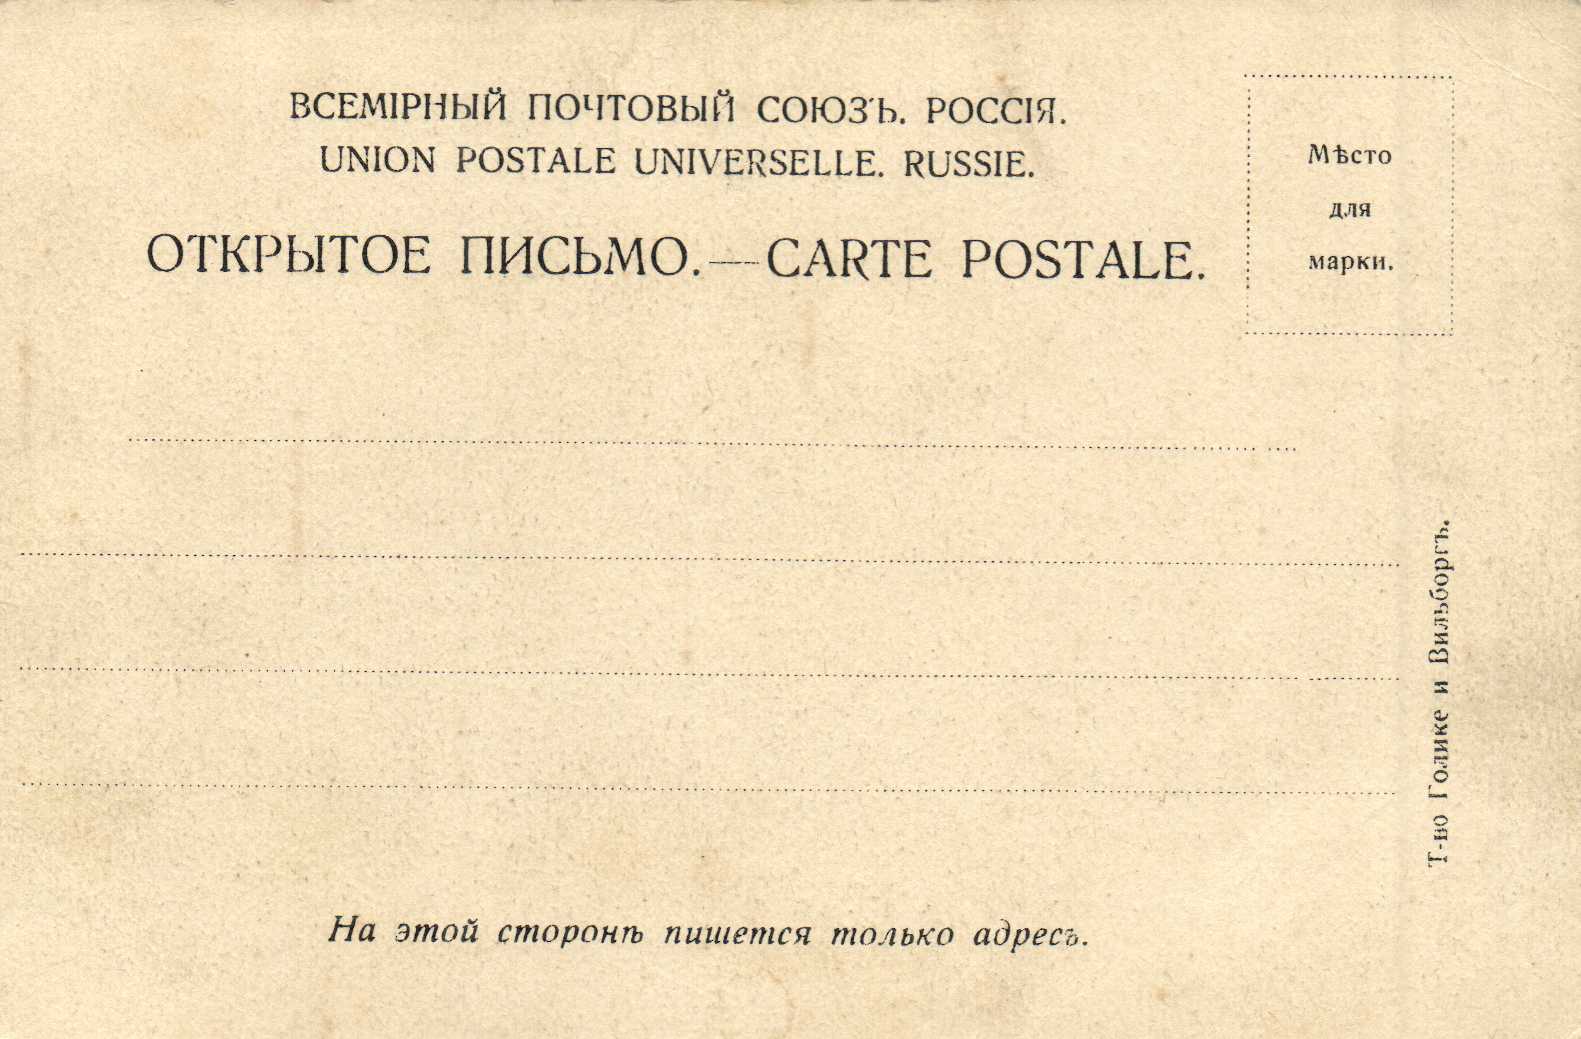 ВСЕМІРНЫЙ ПОЧТОВЫЙ СОЮЗЪ. РОССІЯ.
UNION POSTALE UNIVERSELLE. RUSSIE.
ОТКРЫТОЕ ПИСЬМО.—CARTE POSTALE.
Мѣсто
для
марки.
Т-во Голике и Вильборгъ.
На этой сторонѣ пишется только адресъ.